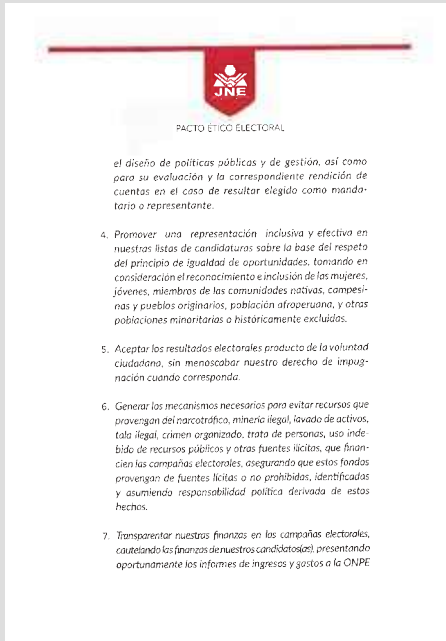 JNE
PACTO ÉTICO ELECTORAL
el diseño de políticas públicas y de gestión, así como
para su evaluación y la correspondiente rendición de
cuentas en el caso de resultar elegido como manda-
tario o representante.
4. Promover una representación inclusiva y efectiva en
nuestras listas de candidaturas sobre la base del respeto
del principio de igualdad de oportunidades, tomando en
consideración el reconocimiento e inclusión de las mujeres,
jóvenes, miembros de las comunidades nativas, campesi-
nas y pueblos originarios, población afroperuana, y otras
poblaciones minoritarias o históricamente excluidas.
5. Aceptar los resultados electorales producto de la voluntad
ciudadana, sin menoscabar nuestro derecho de impug-
nación cuando corresponda.
6. Generar los mecanismos necesarios para evitar recursos que
provengan del narcotráfico, minería ilegal, lavado de activos,
tala ilegal, crimen organizado, trata de personas, uso inde-
bido de recursos públicos y otras fuentes ilícitas, que finan-
cien las campañas electorales, asegurando que estos fondos
provengan de fuentes lícitas o no prohibidas, identificadas
y asumiendo responsabilidad política derivada de estos
hechos.
7. Transparentar nuestras finanzas en las campañas electorales,
cautelando las finanzas de nuestros candidatos(as), presentando
oportunamente los informes de ingresos y gastos a la ONPE